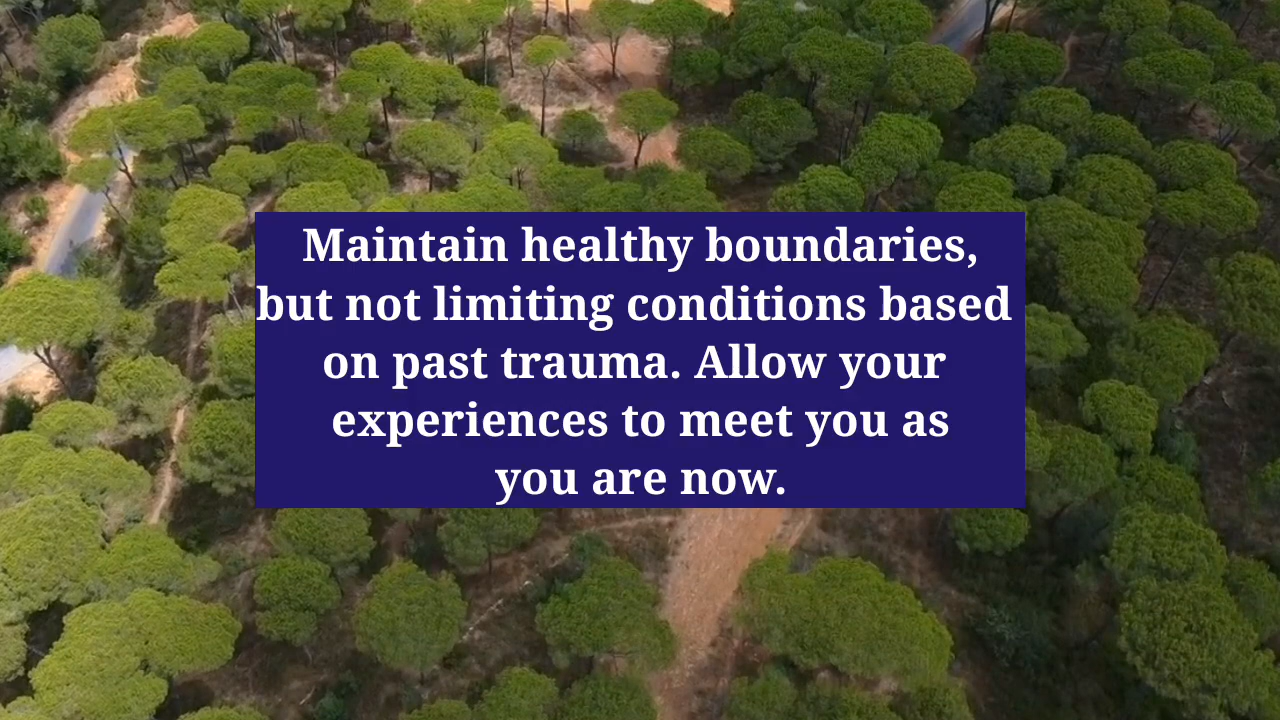 Maintain healthy boundaries,
but not limiting conditions based
on past trauma. Allow your
experiences to meet you as
you are now.